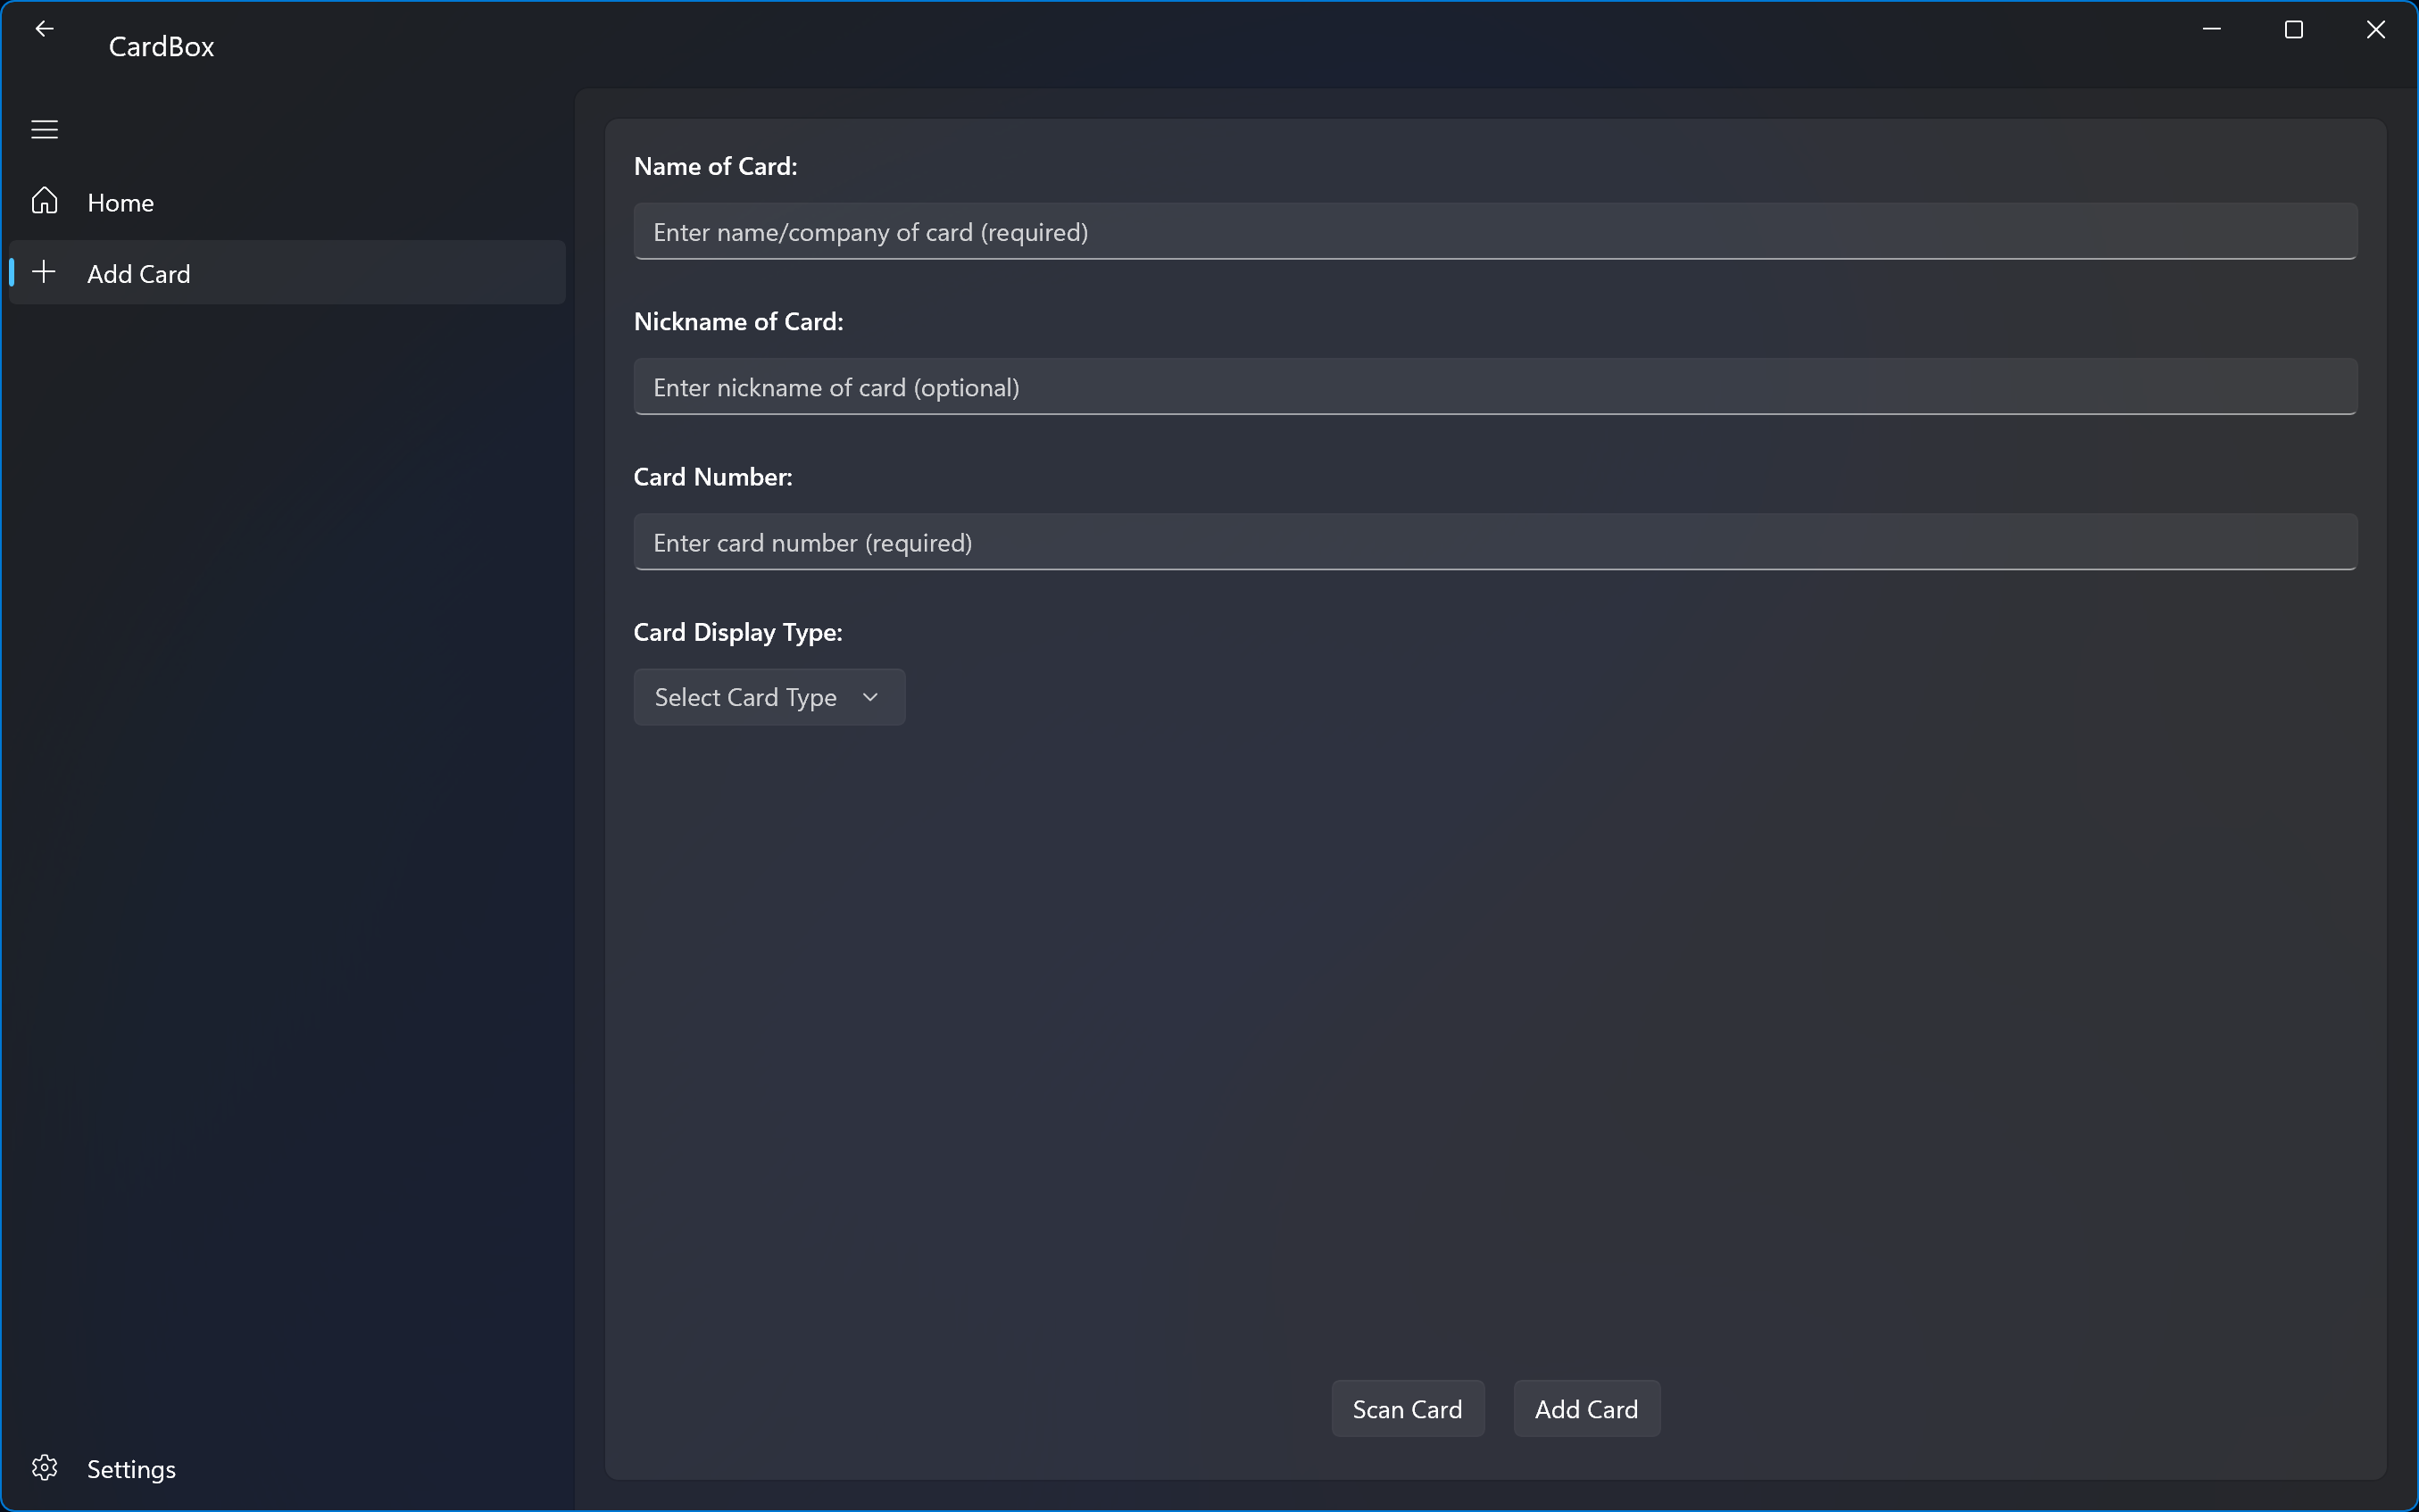 CardBox
Home
Add Card
Settings
Name of Card:
Enter name/company of card (required)
Nickname of Card:
Enter nickname of card (optional)
Card Number:
Enter card number (required)
Card Display Type:
Select Card Type
Scan Card
Add Card